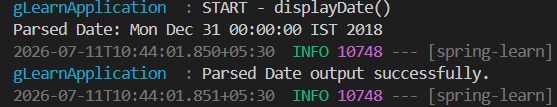 gLearnApplication  : START - displayDate()
Parsed Date: Mon Dec 31 00:00:00 IST 2018
2026-07-11T10:44:01.850+05:30  INFO 10748 --- [spring-learn]
gLearnApplication  : Parsed Date output successfully.
2026-07-11T10:44:01.851+05:30  INFO 10748 --- [spring-learn]